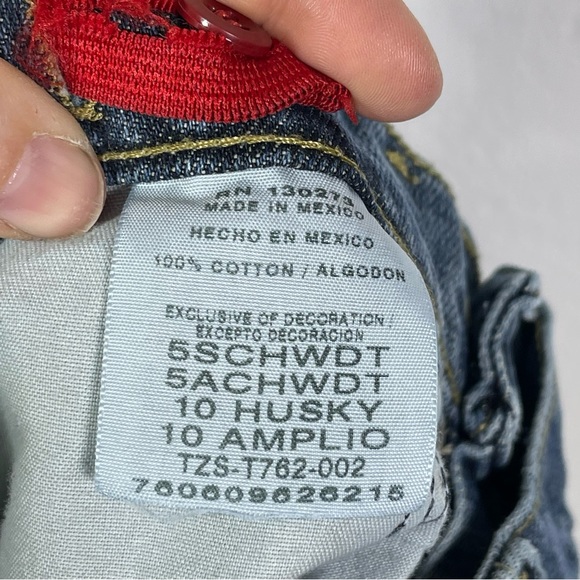 RN 130273
MADE IN MEXICO
HECHO EN MEXICO
100% COTTON / ALGODON
EXCLUSIVE OF DECORATION/
EXCEPTO DECORACION
5SCHWDT
5ACHWDT
10 HUSKY
10 AMPLIO
TZS-T762-002
760609626215